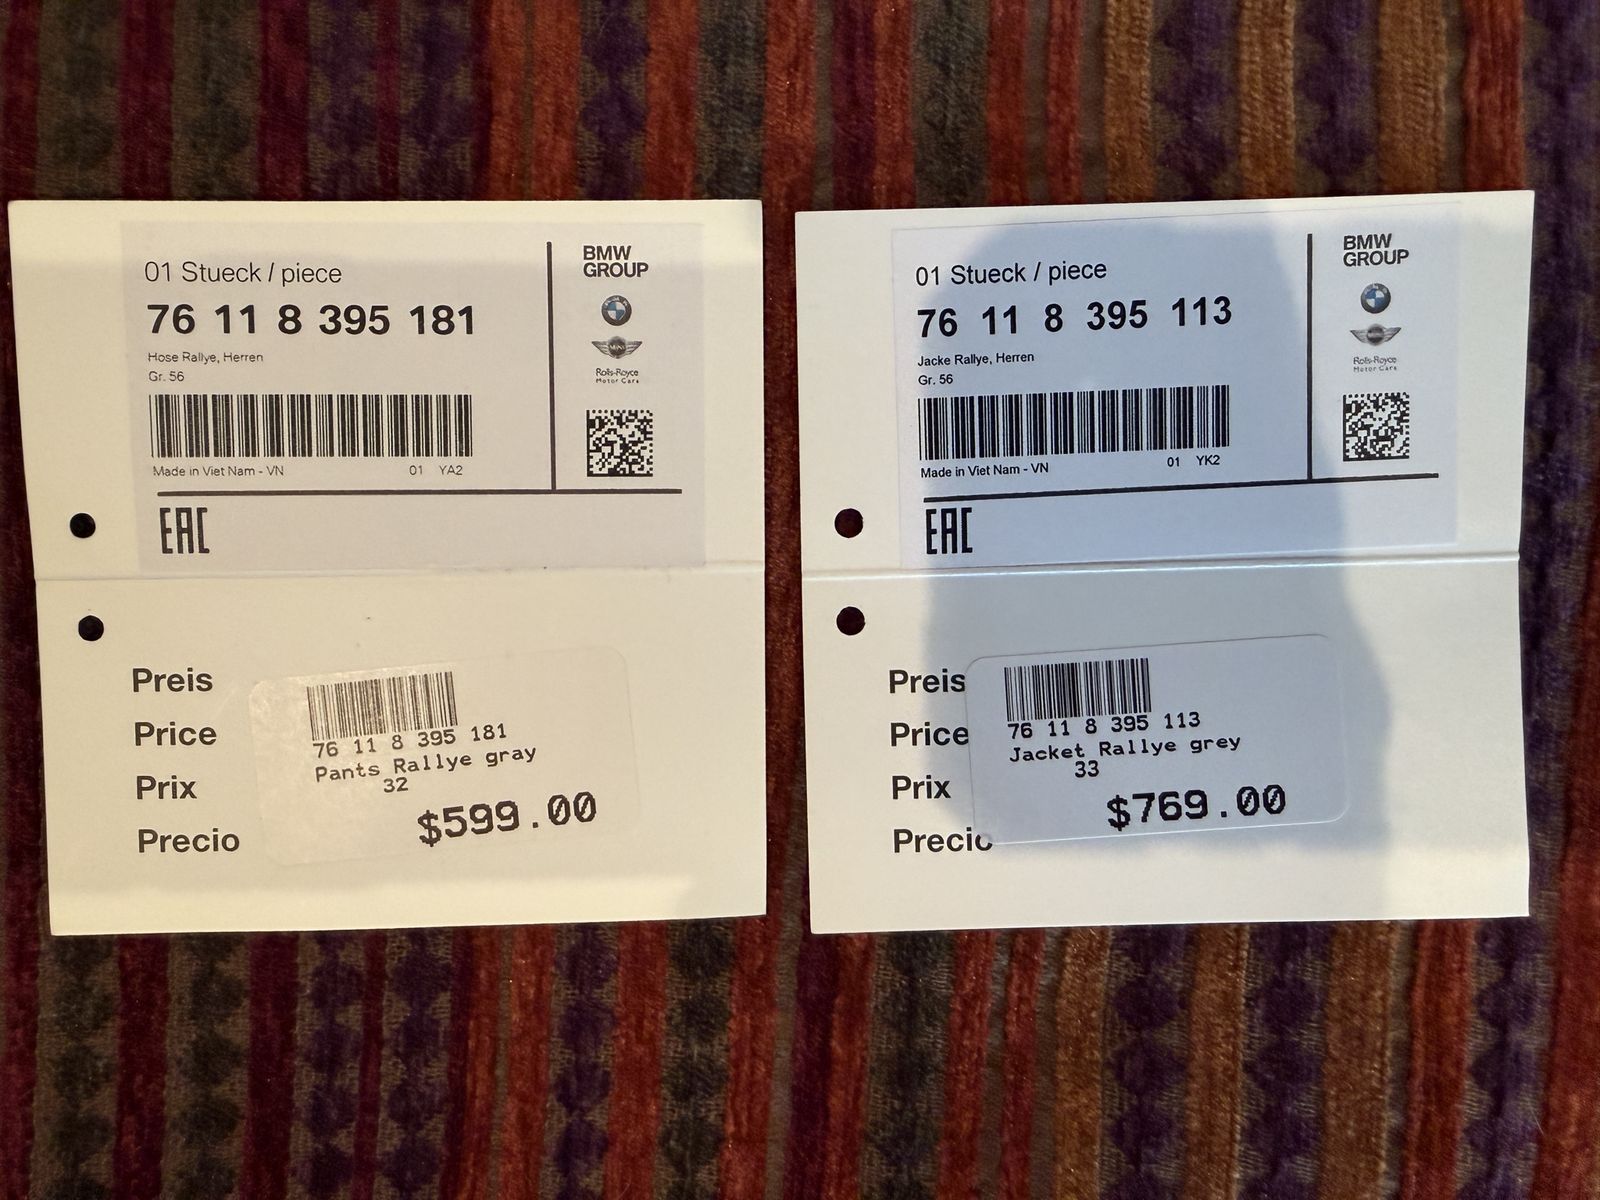 01 Stueck / piece
76 11 8 395 181
Hose Rallye, Herren
Gr. 56
Made in Viet Nam - VN 01 YA2
BMW
GROUP
MINI
Rolls-Royce
Motor Cars
EAC
Preis
Price
Prix
Precio
76 11 8 395 181
Pants Rallye gray
32
$599.00
01 Stueck / piece
76 11 8 395 113
Jacke Rallye, Herren
Gr. 56
Made in Viet Nam - VN 01 YK2
BMW
GROUP
Rolls-Royce
Motor Cars
EAC
Preis
Price
Prix
Precio
76 11 8 395 113
Jacket Rallye grey
33
$769.00